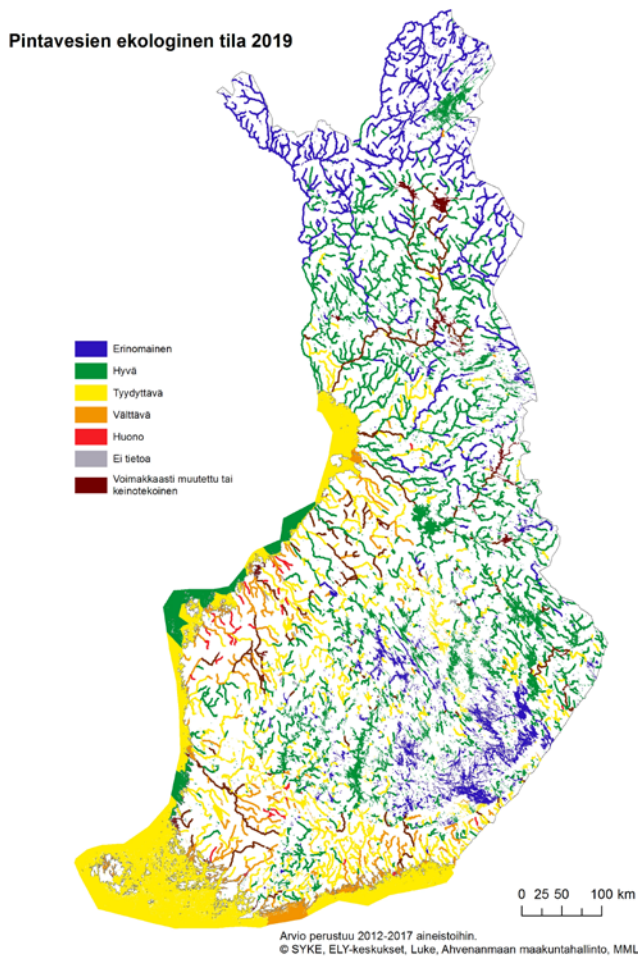 Pintavesien ekologinen tila 2019
Erinomainen
Hyvä
Tyydyttävä
Välttävä
Huono
Ei tietoa
Voimakkaasti muutettu tai
keinotekoinen
0 25 50 100 km
Arvio perustuu 2012-2017 aineistoihin.
© SYKE, ELY-keskukset, Luke, Ahvenanmaan maakuntahallinto, MML